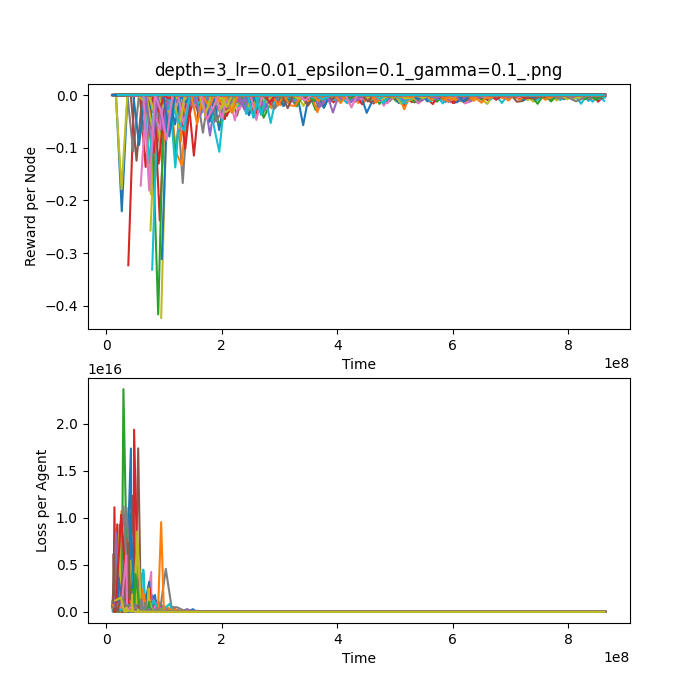 depth=3_lr=0.01_epsilon=0.1_gamma=0.1_.png
0.0
−0.1
−0.2
−0.3
−0.4
Reward per Node
0 2 4 6 8
Time
1e8
1e16
2.0
1.5
1.0
0.5
0.0
Loss per Agent
0 2 4 6 8
Time
1e8